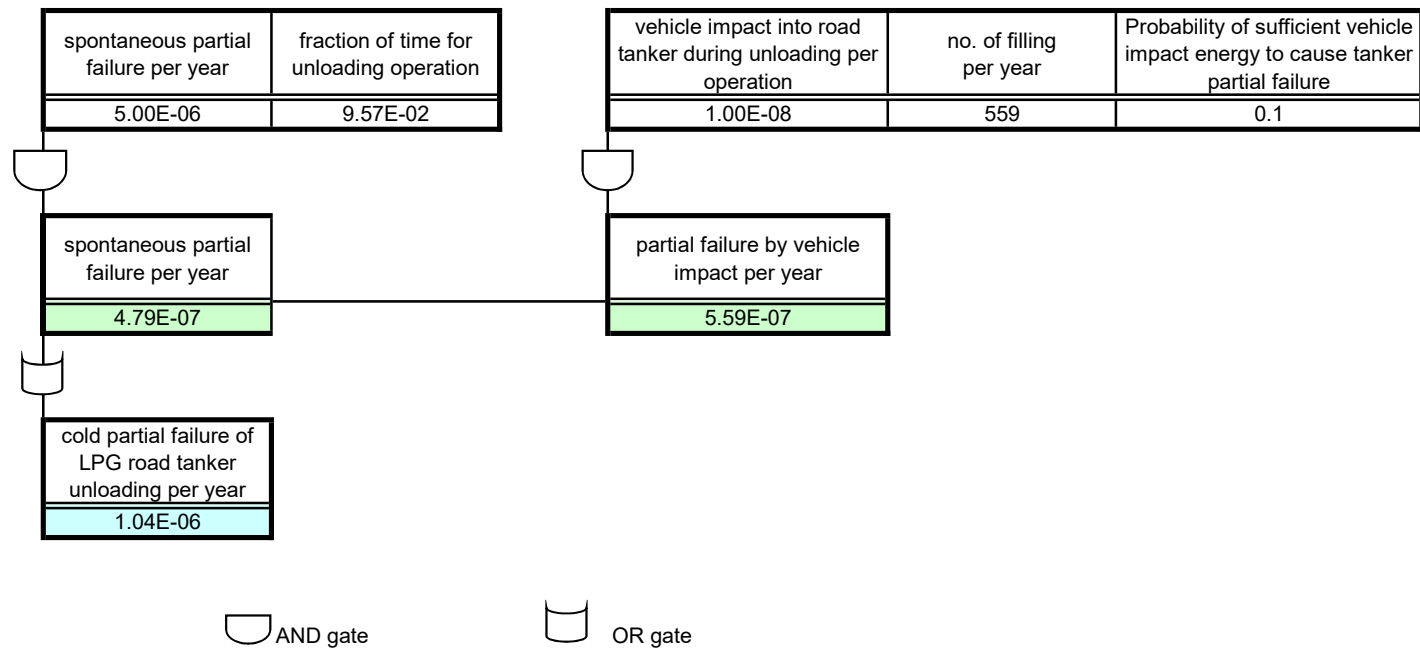 spontaneous partial
failure per year
fraction of time for
unloading operation
5.00E-06
9.57E-02
vehicle impact into road
tanker during unloading per
operation
no. of filling
per year
Probability of sufficient vehicle
impact energy to cause tanker
partial failure
1.00E-08
559
0.1
spontaneous partial
failure per year
4.79E-07
partial failure by vehicle
impact per year
5.59E-07
cold partial failure of
LPG road tanker
unloading per year
1.04E-06
AND gate
OR gate